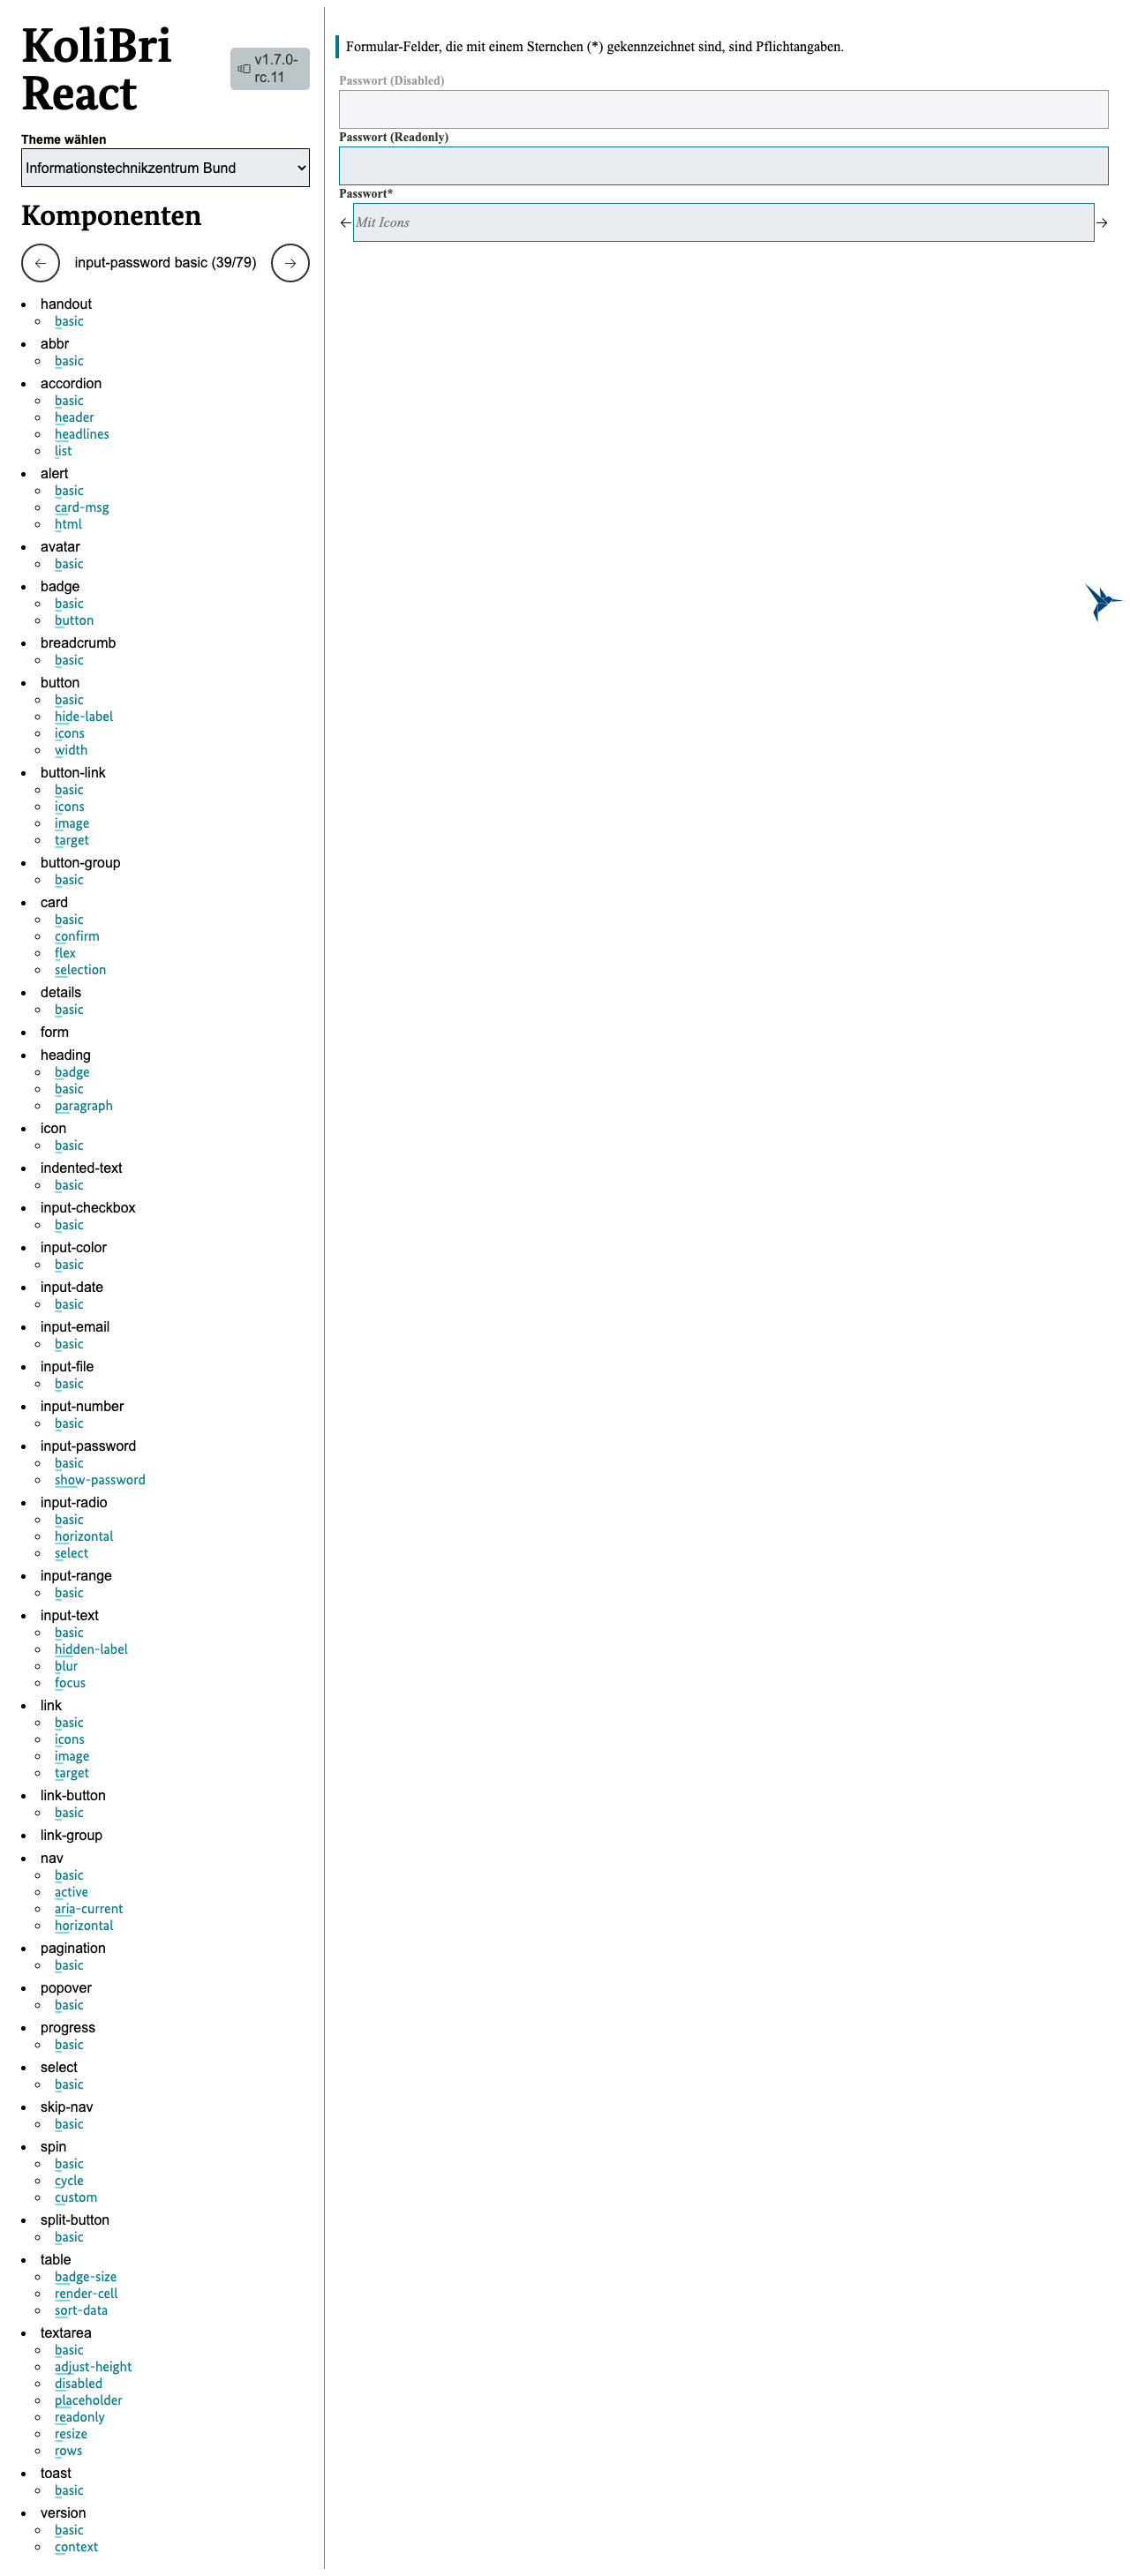 KoliBri
React
v1.7.0-
rc.11
Theme wählen
Informationstechnikzentrum Bund
Komponenten
input-password basic (39/79)
handout
basic
abbr
basic
accordion
basic
header
headlines
list
alert
basic
card-msg
html
avatar
basic
badge
basic
button
breadcrumb
basic
button
basic
hide-label
icons
width
button-link
basic
icons
image
target
button-group
basic
card
basic
confirm
flex
selection
details
basic
form
heading
badge
basic
paragraph
icon
basic
indented-text
basic
input-checkbox
basic
input-color
basic
input-date
basic
input-email
basic
input-file
basic
input-number
basic
input-password
basic
show-password
input-radio
basic
horizontal
select
input-range
basic
input-text
basic
hidden-label
blur
focus
link
basic
icons
image
target
link-button
basic
link-group
nav
basic
active
aria-current
horizontal
pagination
basic
popover
basic
progress
basic
select
basic
skip-nav
basic
spin
basic
cycle
custom
split-button
basic
table
badge-size
render-cell
sort-data
textarea
basic
adjust-height
disabled
placeholder
readonly
resize
rows
toast
basic
version
basic
context
Formular-Felder, die mit einem Sternchen (*) gekennzeichnet sind, sind Pflichtangaben.
Passwort (Disabled)
Passwort (Readonly)
Passwort*
Mit Icons